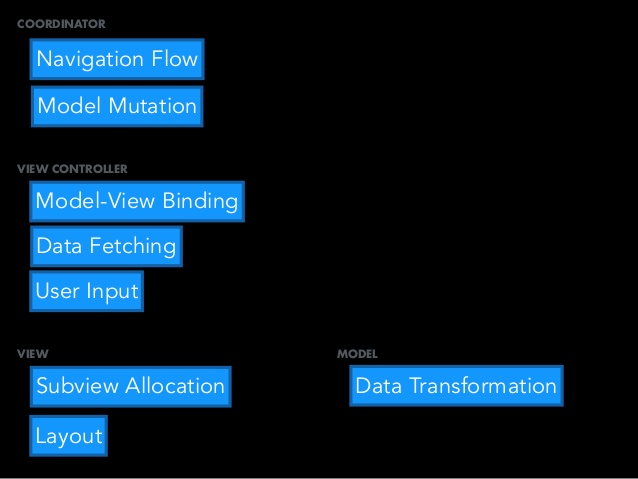 COORDINATOR
Navigation Flow
Model Mutation
VIEW CONTROLLER
Model-View Binding
Data Fetching
User Input
VIEW
Subview Allocation
Layout
MODEL
Data Transformation